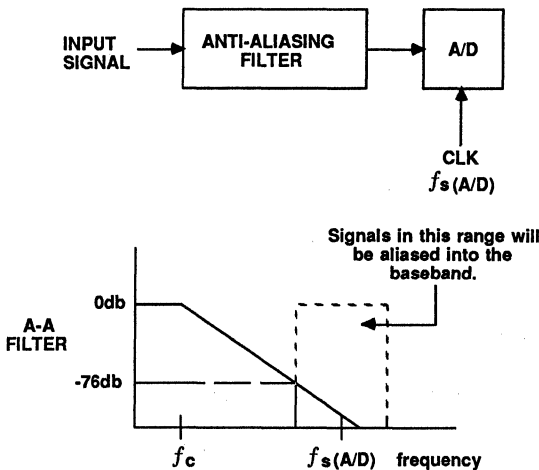 INPUT
SIGNAL
ANTI-ALIASING
FILTER
A/D
CLK
fs(A/D)
Signals in this range will
be aliased into the
baseband.
0db
A-A
FILTER
-76db
fc
fs(A/D)
frequency